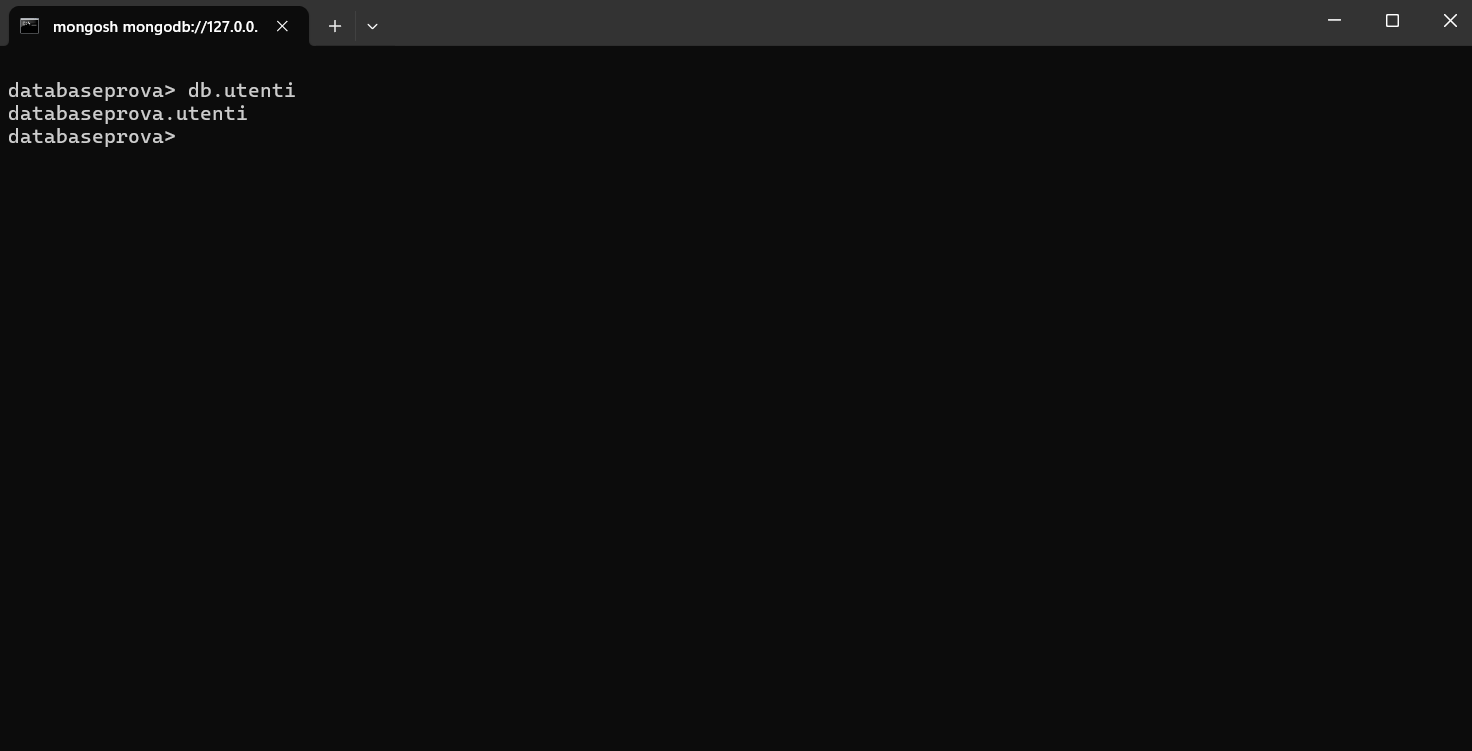 mongosh mongodb://127.0.0.
databaseprova> db.utenti
databaseprova.utenti
databaseprova>